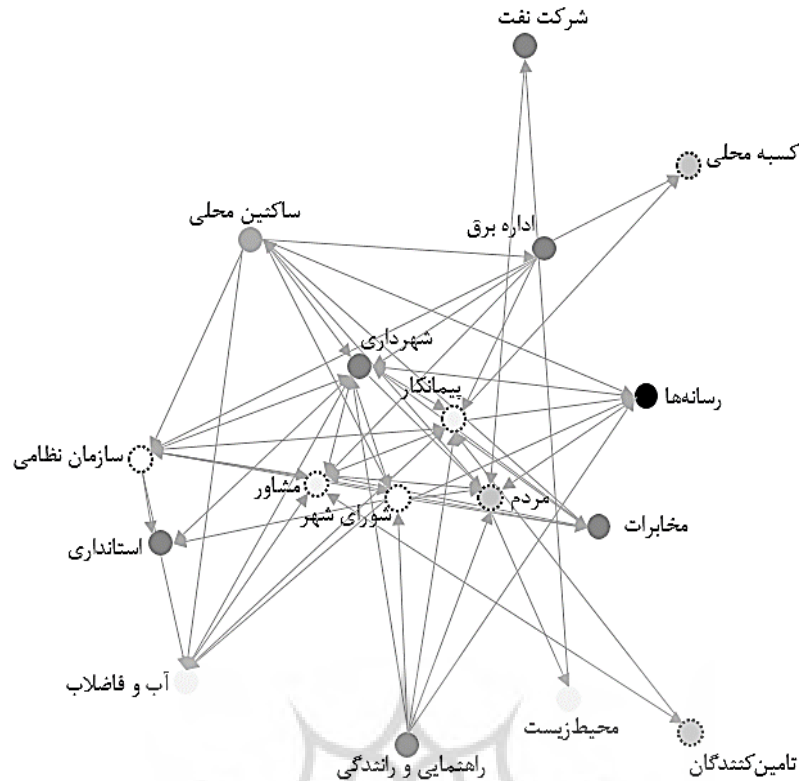 شرکت نفت
کسبه محلی
ساکنین محلی
اداره برق
شهرداری
پیمانکار
رسانه‌ها
سازمان نظامی
مشاور
شورای شهر
مردم
مخابرات
استانداری
آب و فاضلاب
محیط‌زیست
تامین‌کنندگان
راهنمایی و رانندگی